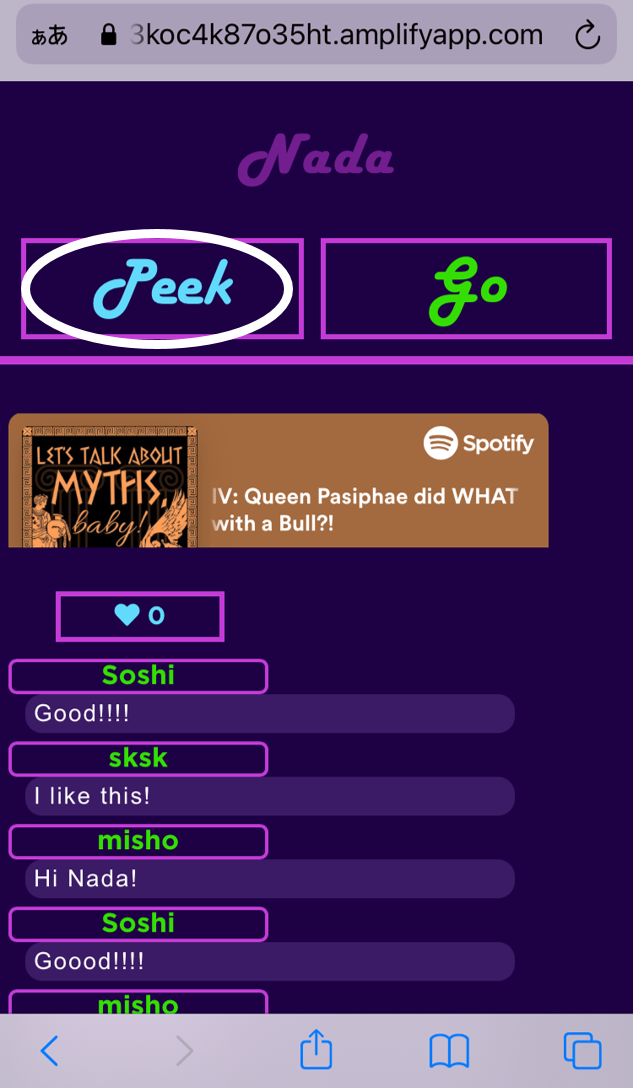 ぁあ 3koc4k87o35ht.amplifyapp.com
Nada
Peek Go
Spotify
LET'S TALK ABOUT
MYTHS,
baby!
IV: Queen Pasiphae did WHAT
with a Bull?!
0
Soshi
Good!!!!
sksk
I like this!
misho
Hi Nada!
Soshi
Goood!!!!
misho